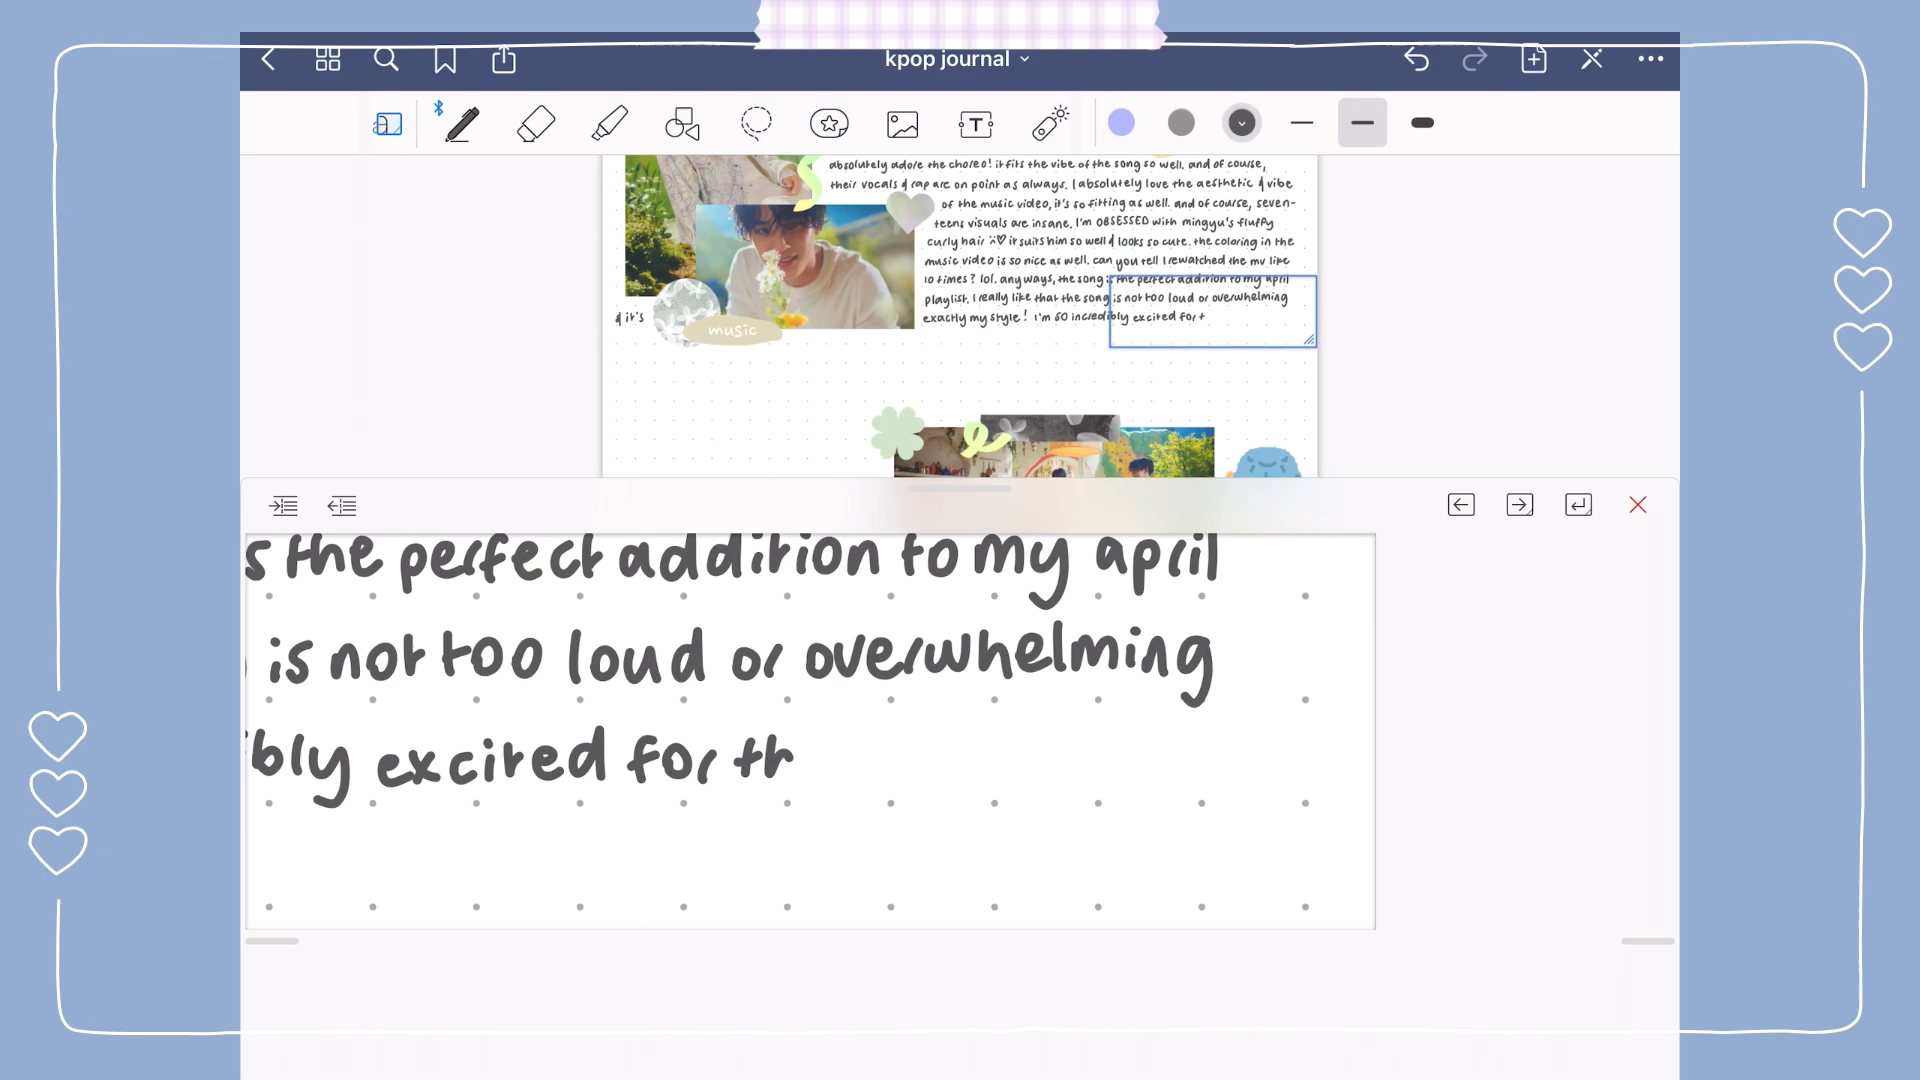 kpop journal
absolutely adore the choreo! it fits the vibe of the song so well. and of course,
their vocals & rap are on point as always. I absolutely love the aesthetic & vibe
of the music video, it's so fitting as well. and of course, seven-
teens visuals are insane. I'm OBSESSED with mingyu's fluffy
curly hair it suits him so well & looks so cute. the coloring in the
music video is so nice as well. can you tell I rewatched the mv like
10 times? lol. anyways, the song is the perfect addition to my april
playlist. I really like that the song is not too loud or overwhelming
& it's
exactly my style! I'm so incredibly excited for t
music
s the perfect addition to my april
is not too loud or overwhelming
ibly excited for th